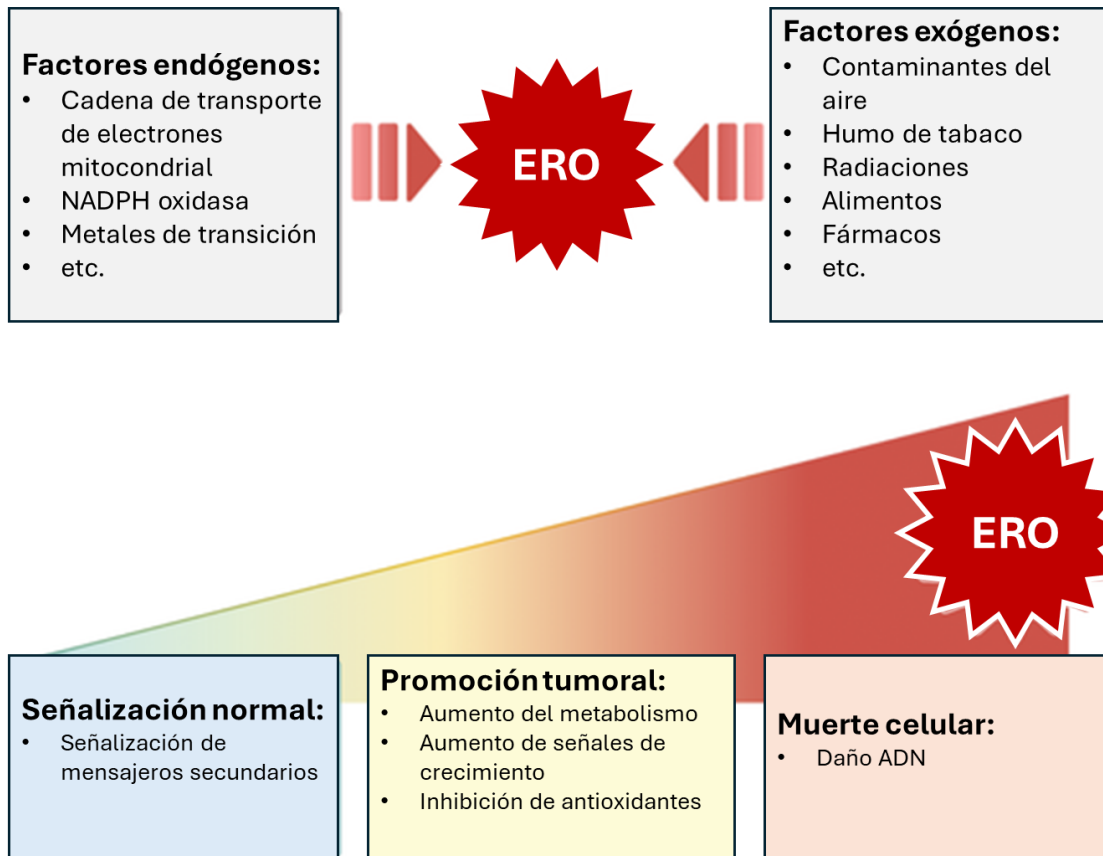 Factores endógenos:
• Cadena de transporte
de electrones
mitocondrial
• NADPH oxidasa
• Metales de transición
• etc.
ERO
Factores exógenos:
• Contaminantes del
aire
• Humo de tabaco
• Radiaciones
• Alimentos
• Fármacos
• etc.
ERO
Señalización normal:
• Señalización de
mensajeros secundarios
Promoción tumoral:
• Aumento del metabolismo
• Aumento de señales de
crecimiento
• Inhibición de antioxidantes
Muerte celular:
• Daño ADN